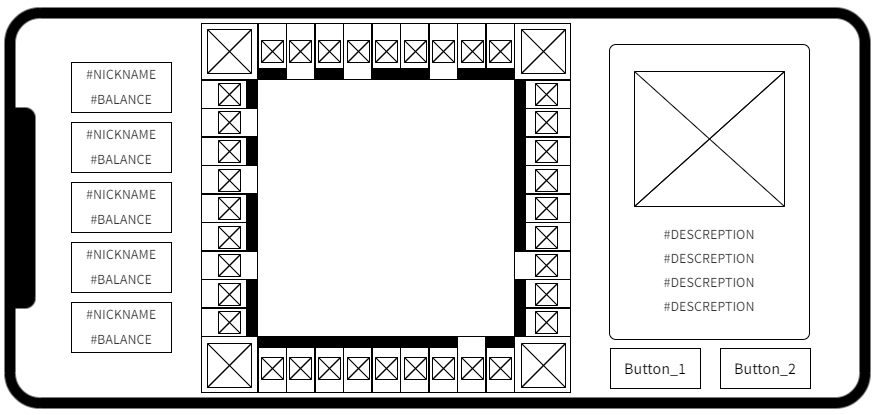 #NICKNAME
#BALANCE
#NICKNAME
#BALANCE
#NICKNAME
#BALANCE
#NICKNAME
#BALANCE
#NICKNAME
#BALANCE
#DESCREPTION
#DESCREPTION
#DESCREPTION
#DESCREPTION
Button_1
Button_2